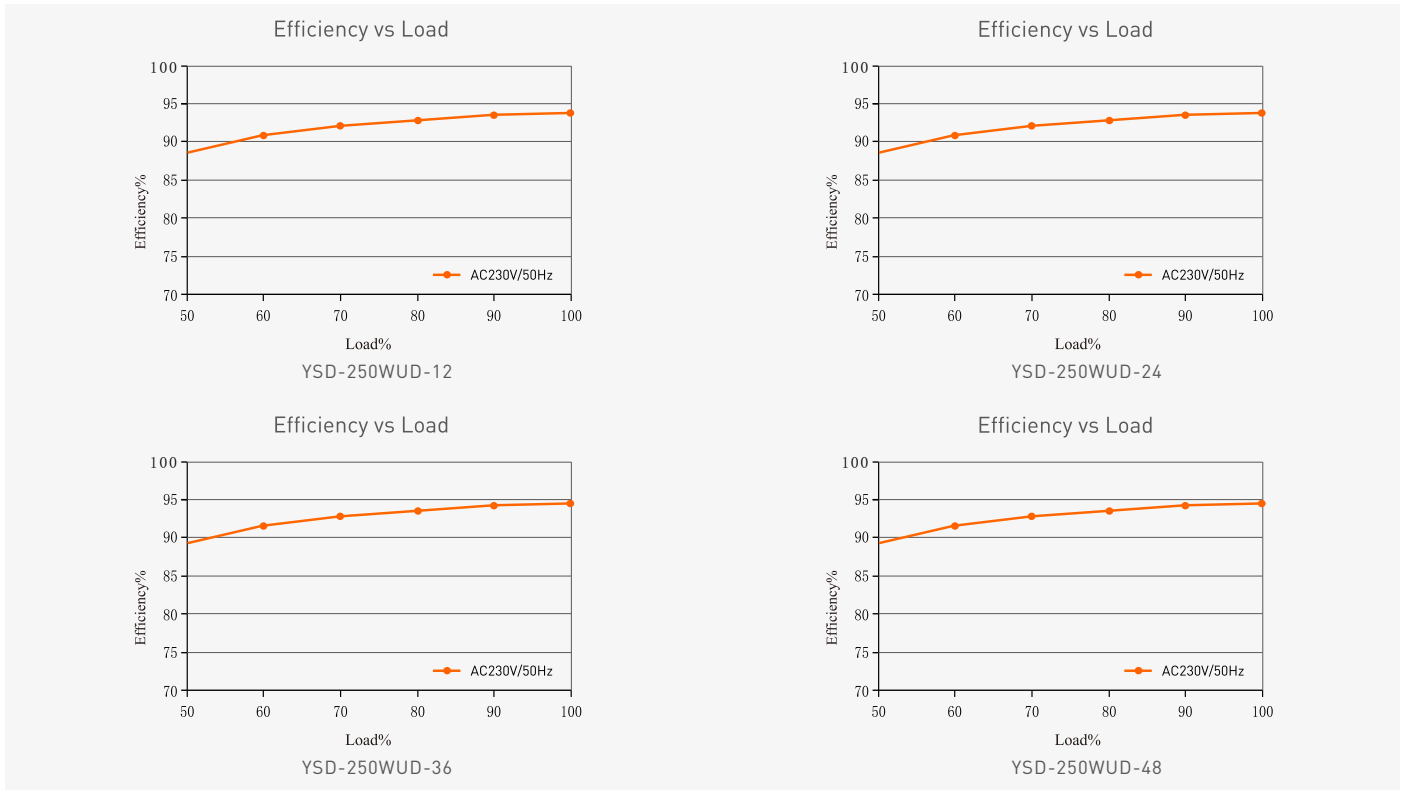 Efficiency vs Load
100
95
90
85
80
75
70
Efficiency%
AC230V/50Hz
50 60 70 80 90 100
Load%
YSD-250WUD-12
Efficiency vs Load
100
95
90
85
80
75
70
Efficiency%
AC230V/50Hz
50 60 70 80 90 100
Load%
YSD-250WUD-24
Efficiency vs Load
100
95
90
85
80
75
70
Efficiency%
AC230V/50Hz
50 60 70 80 90 100
Load%
YSD-250WUD-36
Efficiency vs Load
100
95
90
85
80
75
70
Efficiency%
AC230V/50Hz
50 60 70 80 90 100
Load%
YSD-250WUD-48